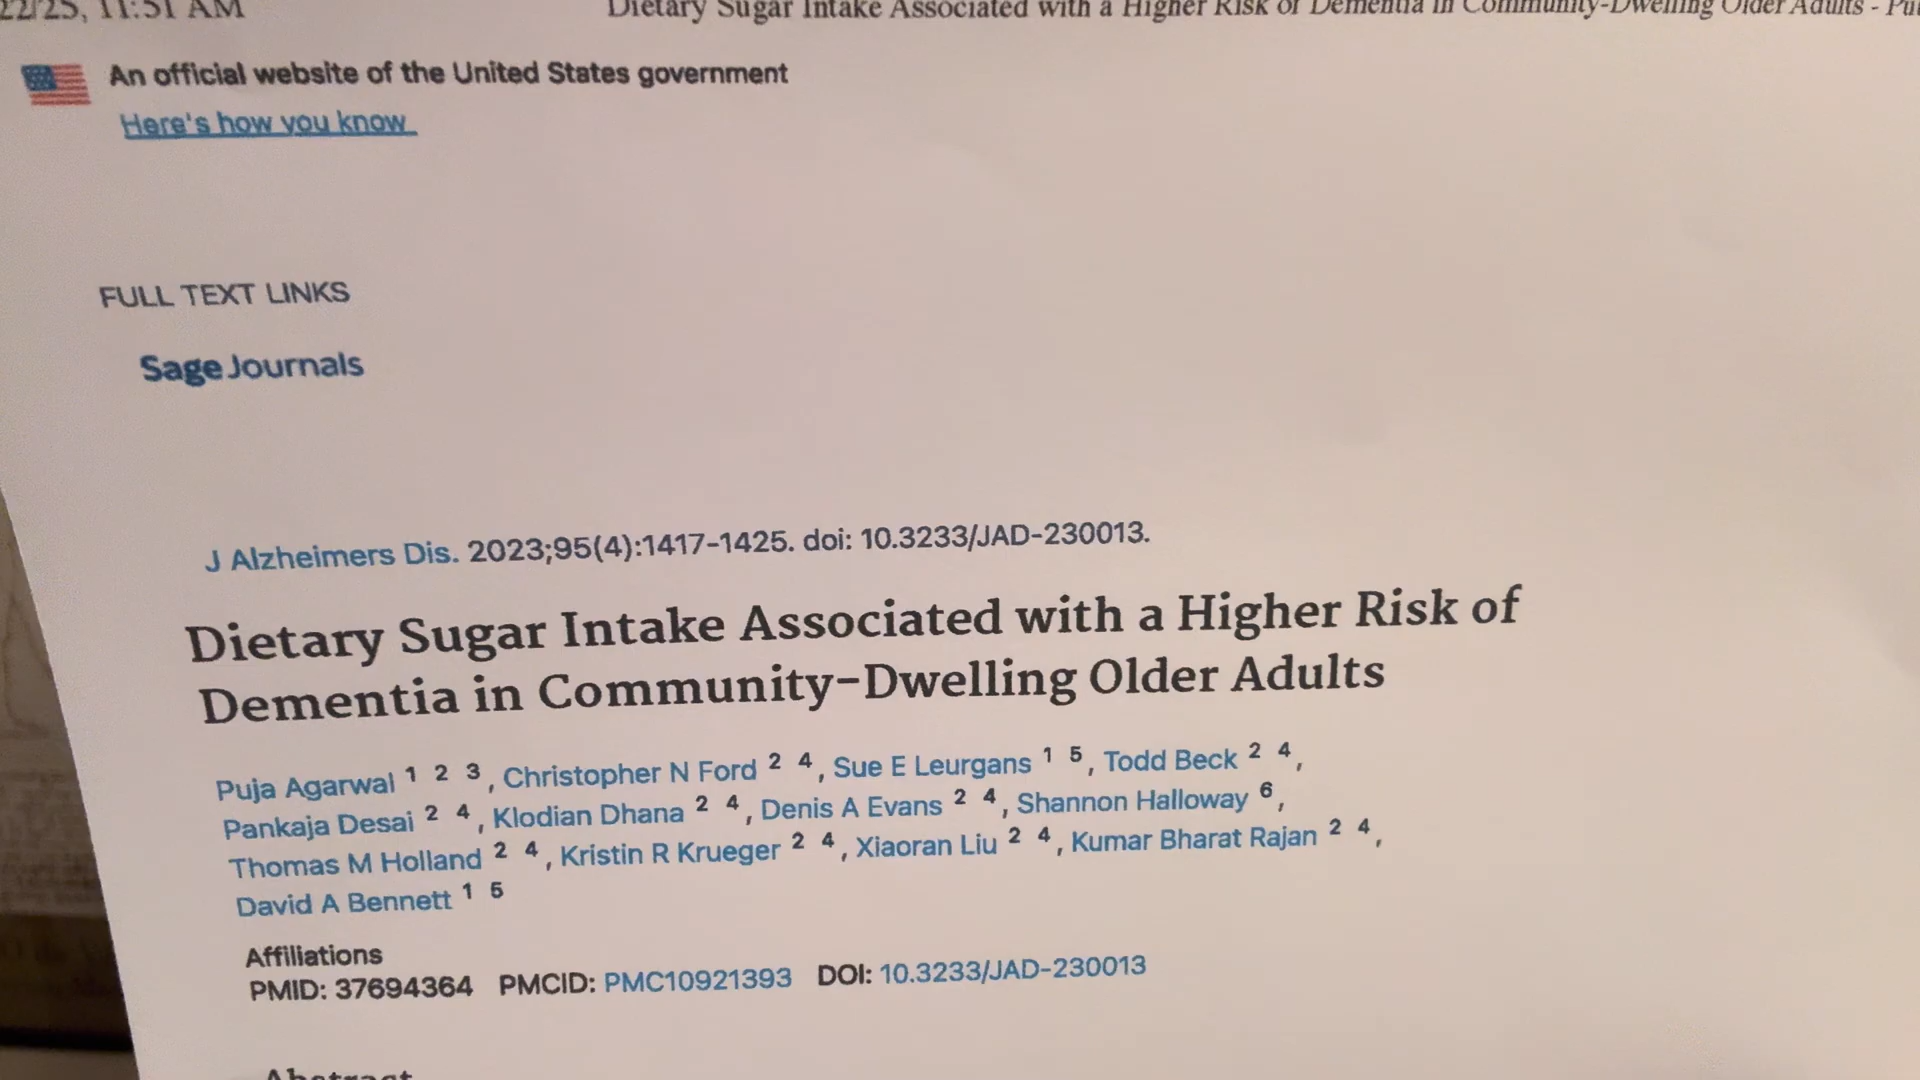 22/25, 11:51 AM Dietary Sugar Intake Associated with a Higher Risk of Dementia in Community-Dwelling Older Adults -
An official website of the United States government
Here's how you know
FULL TEXT LINKS
Sage Journals
J Alzheimers Dis. 2023;95(4):1417-1425. doi: 10.3233/JAD-230013.
Dietary Sugar Intake Associated with a Higher Risk of
Dementia in Community-Dwelling Older Adults
Puja Agarwal 1 2 3, Christopher N Ford 2 4, Sue E Leurgans 1 5, Todd Beck 2 4,
Pankaja Desai 2 4, Klodian Dhana 2 4, Denis A Evans 2 4, Shannon Halloway 6,
Thomas M Holland 2 4, Kristin R Krueger 2 4, Xiaoran Liu 2 4, Kumar Bharat Rajan 2 4,
David A Bennett 1 5
Affiliations
PMID: 37694364 PMCID: PMC10921393 DOI: 10.3233/JAD-230013
Abstract